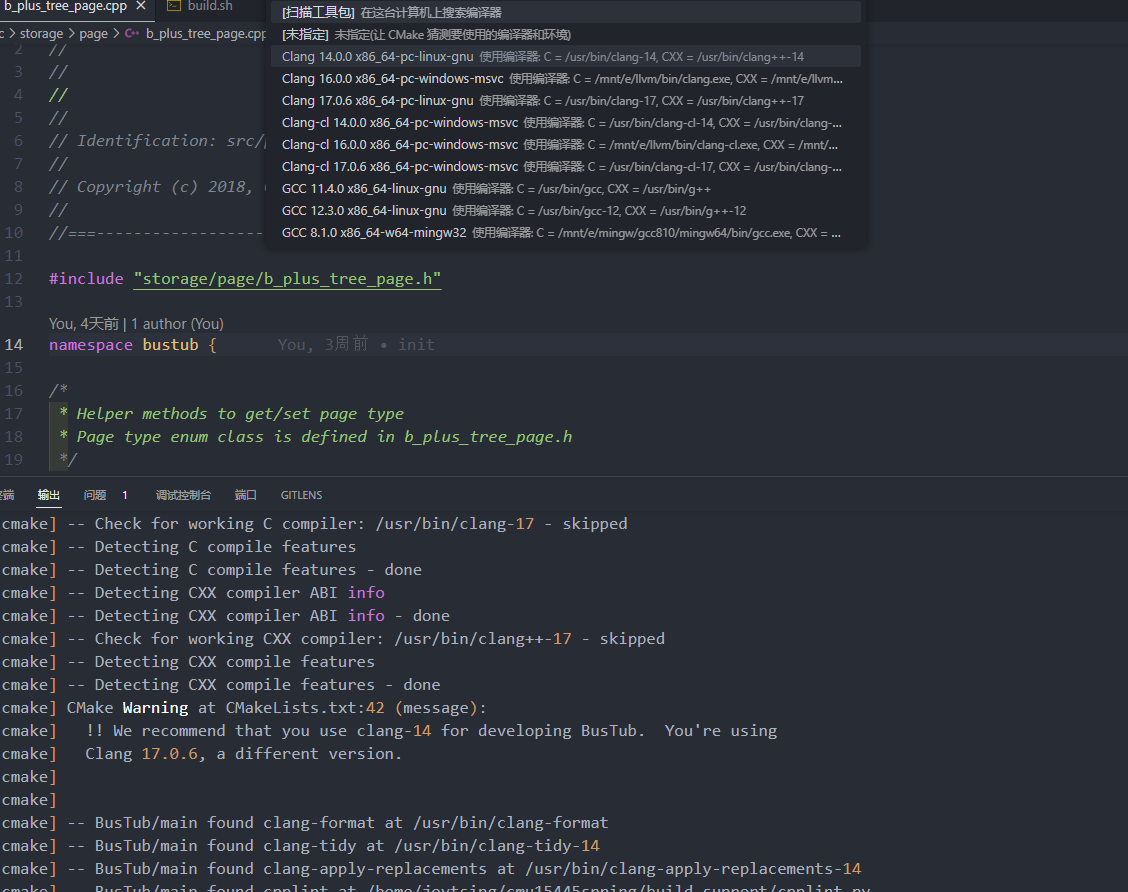 b_plus_tree_page.cpp × build.sh
c > storage > page > b_plus_tree_page.cpp
[扫描工具包] 在这台计算机上搜索编译器
[未指定] 未指定(让 CMake 猜测要使用的编译器和环境)
Clang 14.0.0 x86_64-pc-linux-gnu 使用编译器: C = /usr/bin/clang-14, CXX = /usr/bin/clang++-14
Clang 16.0.0 x86_64-pc-windows-msvc 使用编译器: C = /mnt/e/llvm/bin/clang.exe, CXX = /mnt/e/llvm...
Clang 17.0.6 x86_64-pc-linux-gnu 使用编译器: C = /usr/bin/clang-17, CXX = /usr/bin/clang++-17
Clang-cl 14.0.0 x86_64-pc-windows-msvc 使用编译器: C = /usr/bin/clang-cl-14, CXX = /usr/bin/clang-...
Clang-cl 16.0.0 x86_64-pc-windows-msvc 使用编译器: C = /mnt/e/llvm/bin/clang-cl.exe, CXX = /mnt/...
Clang-cl 17.0.6 x86_64-pc-windows-msvc 使用编译器: C = /usr/bin/clang-cl-17, CXX = /usr/bin/clang-...
GCC 11.4.0 x86_64-linux-gnu 使用编译器: C = /usr/bin/gcc, CXX = /usr/bin/g++
GCC 12.3.0 x86_64-linux-gnu 使用编译器: C = /usr/bin/gcc-12, CXX = /usr/bin/g++-12
GCC 8.1.0 x86_64-w64-mingw32 使用编译器: C = /mnt/e/mingw/gcc810/mingw64/bin/gcc.exe, CXX = ...
2 //
3 //
4 //
5 //
6 // Identification: src/
7 //
8 // Copyright (c) 2018,
9 //
10 //===------------------
11
12 #include "storage/page/b_plus_tree_page.h"
13
You, 4天前 | 1 author (You)
14 namespace bustub { You, 3周前 • init
15
16 /*
17 * Helper methods to get/set page type
18 * Page type enum class is defined in b_plus_tree_page.h
19 */
终端 输出 问题 1 调试控制台 端口 GITLENS
cmake] -- Check for working C compiler: /usr/bin/clang-17 - skipped
cmake] -- Detecting C compile features
cmake] -- Detecting C compile features - done
cmake] -- Detecting CXX compiler ABI info
cmake] -- Detecting CXX compiler ABI info - done
cmake] -- Check for working CXX compiler: /usr/bin/clang++-17 - skipped
cmake] -- Detecting CXX compile features
cmake] -- Detecting CXX compile features - done
cmake] CMake Warning at CMakeLists.txt:42 (message):
cmake] !! We recommend that you use clang-14 for developing BusTub. You're using
cmake] Clang 17.0.6, a different version.
cmake]
cmake]
cmake] -- BusTub/main found clang-format at /usr/bin/clang-format
cmake] -- BusTub/main found clang-tidy at /usr/bin/clang-tidy-14
cmake] -- BusTub/main found clang-apply-replacements at /usr/bin/clang-apply-replacements-14
cmake] -- BusTub/main found cpplint at